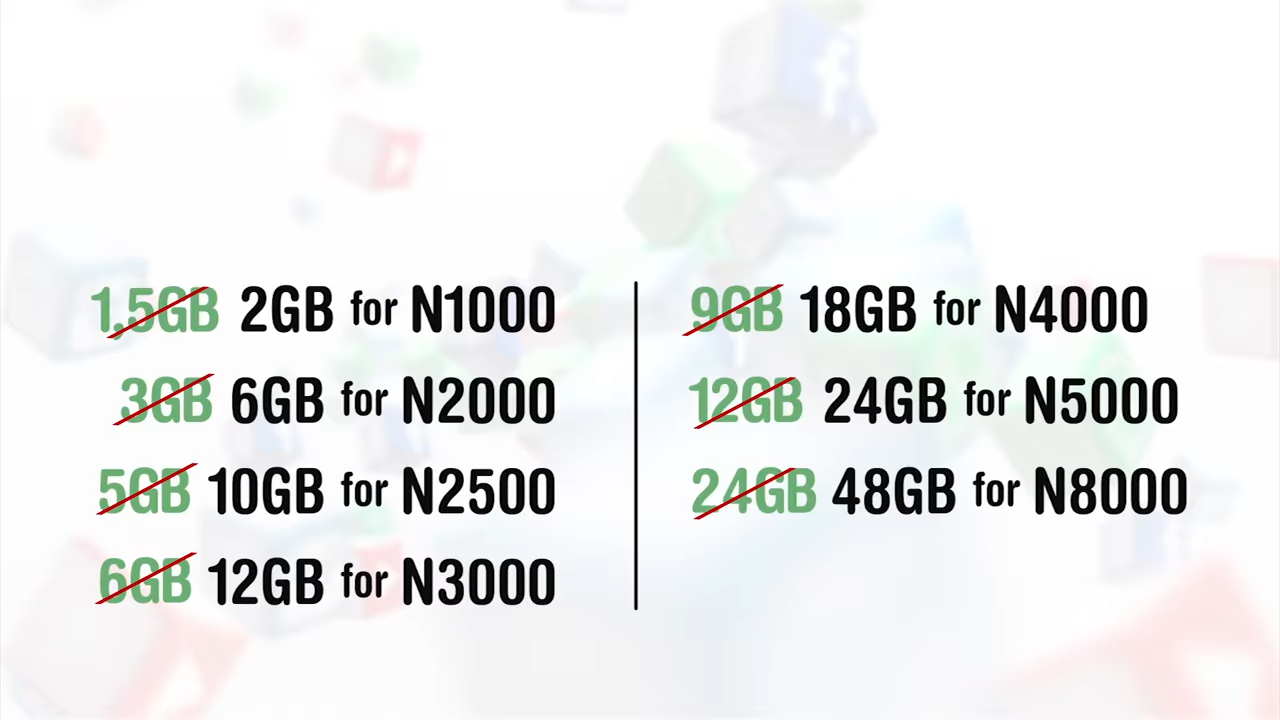 1.5GB 2GB for N1000
3GB 6GB for N2000
5GB 10GB for N2500
6GB 12GB for N3000
9GB 18GB for N4000
12GB 24GB for N5000
24GB 48GB for N8000